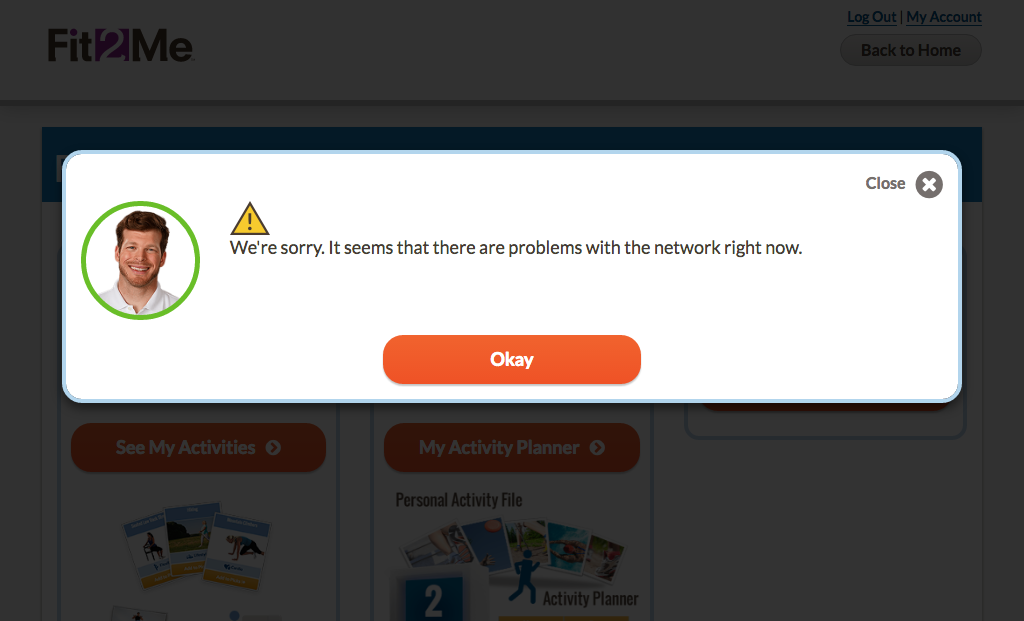 Fit2Me
Log Out | My Account
Back to Home
Close
We're sorry. It seems that there are problems with the network right now.
Okay
See My Activities
My Activity Planner
Personal Activity File
2
Activity Planner